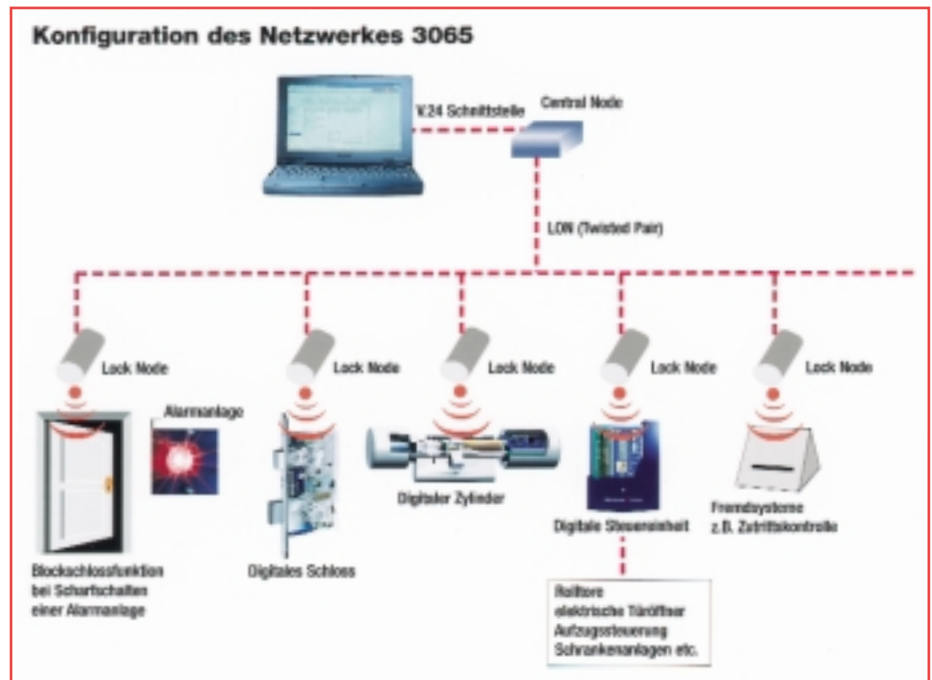 Konfiguration des Netzwerkes 3065
V.24 Schnittstelle
Central Node
LON (Twisted Pair)
Lock Node
Lock Node
Lock Node
Lock Node
Lock Node
Alarmanlage
Digitaler Zylinder
Digitale Steuereinheit
Fremdsysteme
z.B. Zutrittskontrolle
Blockschlossfunktion
bei Scharfschalten
einer Alarmanlage
Digitales Schloss
Rolltore
elektrische Türöffner
Aufzugssteuerung
Schrankenanlagen etc.